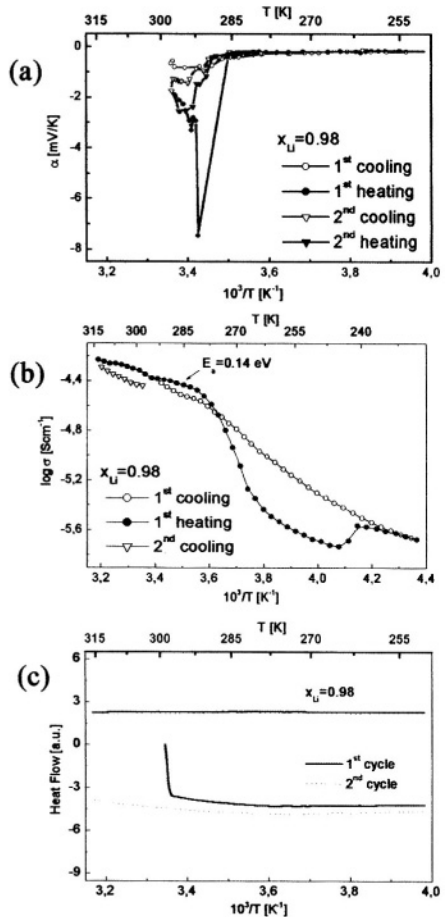 T [K]
315 300 285 270 255
(a)
0
-2
-4
-6
-8
α [mV/K]
x_Li=0.98
1st cooling
1st heating
2nd cooling
2nd heating
3,2 3,4 3,6 3,8 4,0
10³/T [K⁻¹]
T [K]
315 300 285 270 255 240
(b)
E_a=0.14 eV
-4,4
-4,8
-5,2
-5,6
log σ [Scm⁻¹]
x_Li=0.98
1st cooling
1st heating
2nd cooling
3,2 3,4 3,6 3,8 4,0 4,2 4,4
10³/T [K⁻¹]
T [K]
315 300 285 270 255
(c)
6
3
0
-3
-6
-9
Heat Flow [a.u.]
x_Li=0.98
1st cycle
2nd cycle
3,2 3,4 3,6 3,8 4,0
10³/T [K⁻¹]